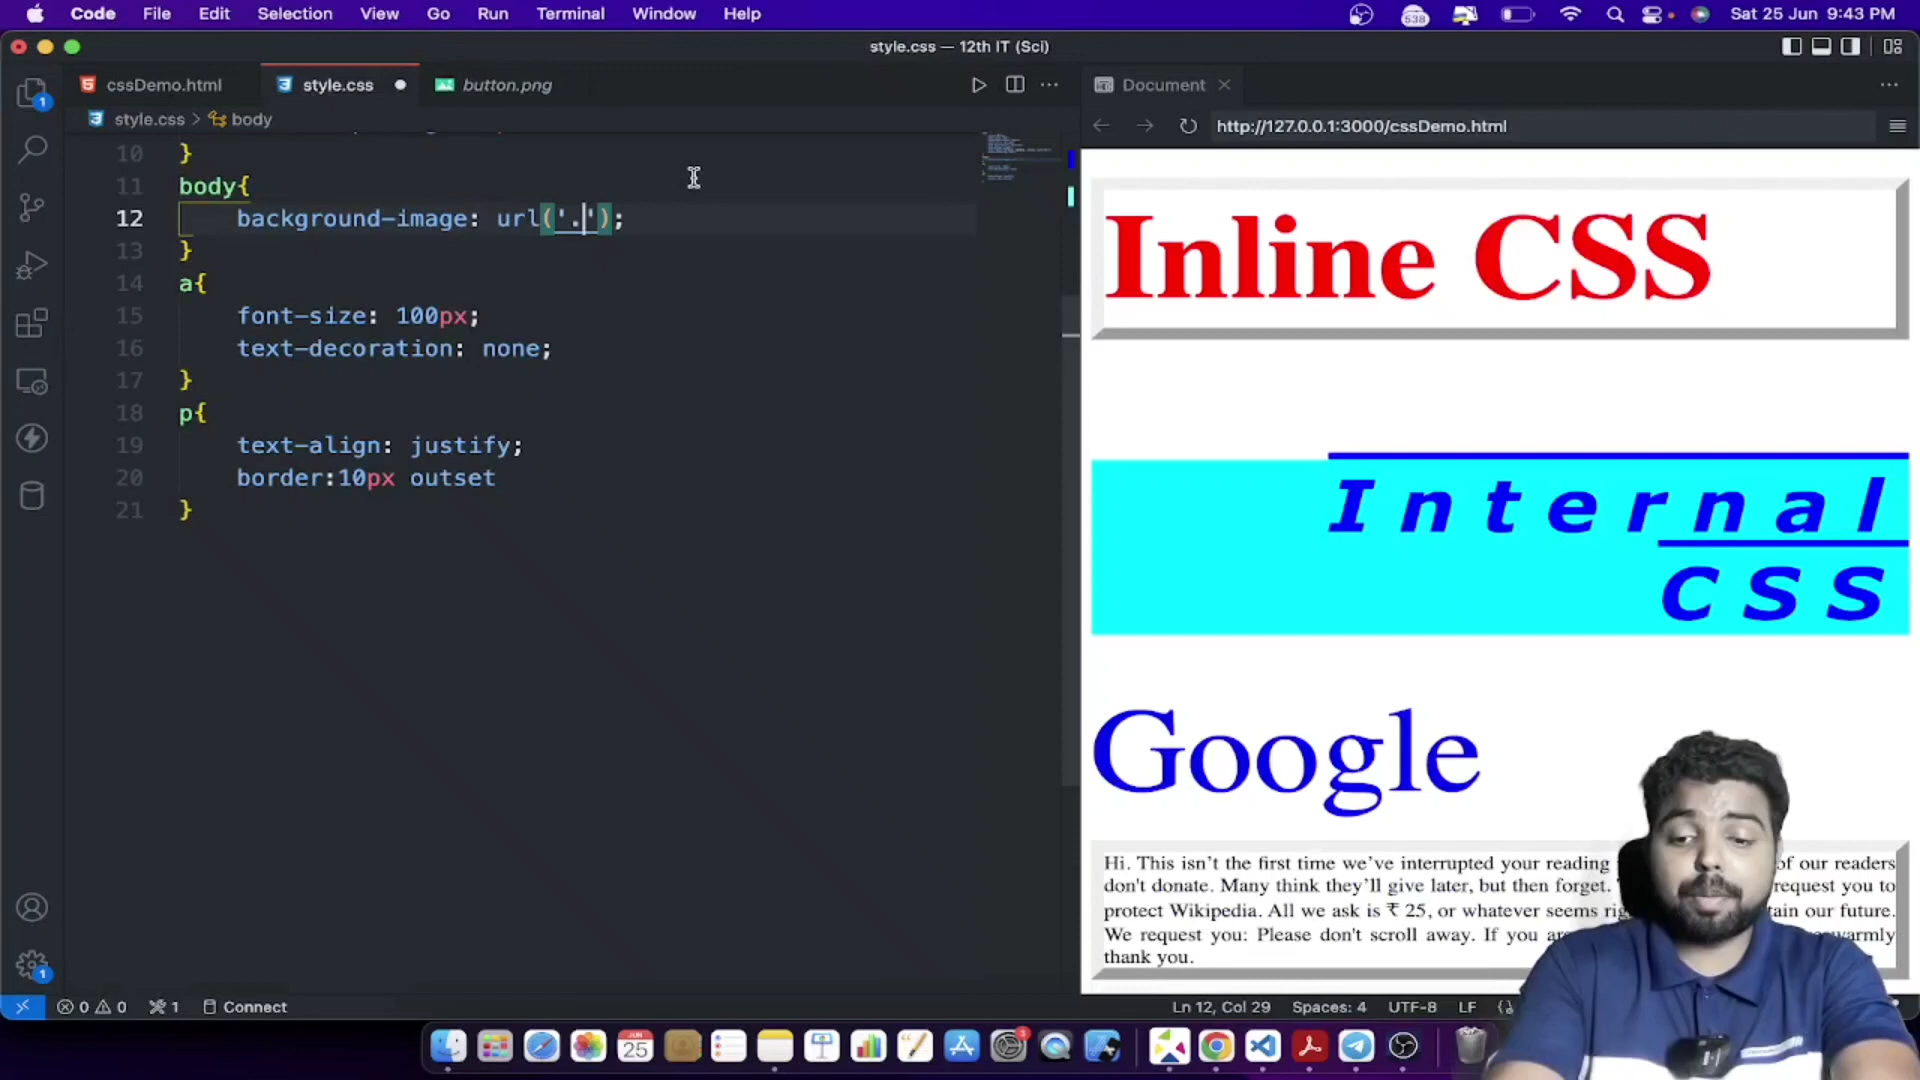 Code File Edit Selection View Go Run Terminal Window Help
538
Sat 25 Jun 9:43 PM
style.css — 12th IT (Sci)
cssDemo.html
style.css
button.png
Document
style.css > body
http://127.0.0.1:3000/cssDemo.html
10 }
11 body{
12 background-image: url('.');
13 }
14 a{
15 font-size: 100px;
16 text-decoration: none;
17 }
18 p{
19 text-align: justify;
20 border:10px outset
21 }
Inline CSS
Internal
CSS
Google
Hi. This isn't the first time we've interrupted your reading of our readers
don't donate. Many think they'll give later, but then forget. request you to
protect Wikipedia. All we ask is ₹ 25, or whatever seems our future.
We request you: Please don't scroll away. If you
thank you.
1
1
0 0 1 Connect
Ln 12, Col 29 Spaces: 4 UTF-8 LF {}
JUN
25
3